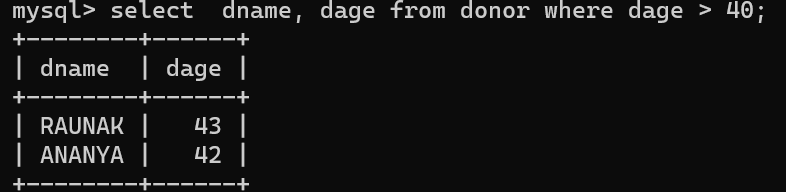 mysql> select  dname, dage from donor where dage > 40;
+--------+------+
| dname  | dage |
+--------+------+
| RAUNAK |   43 |
| ANANYA |   42 |
+--------+------+